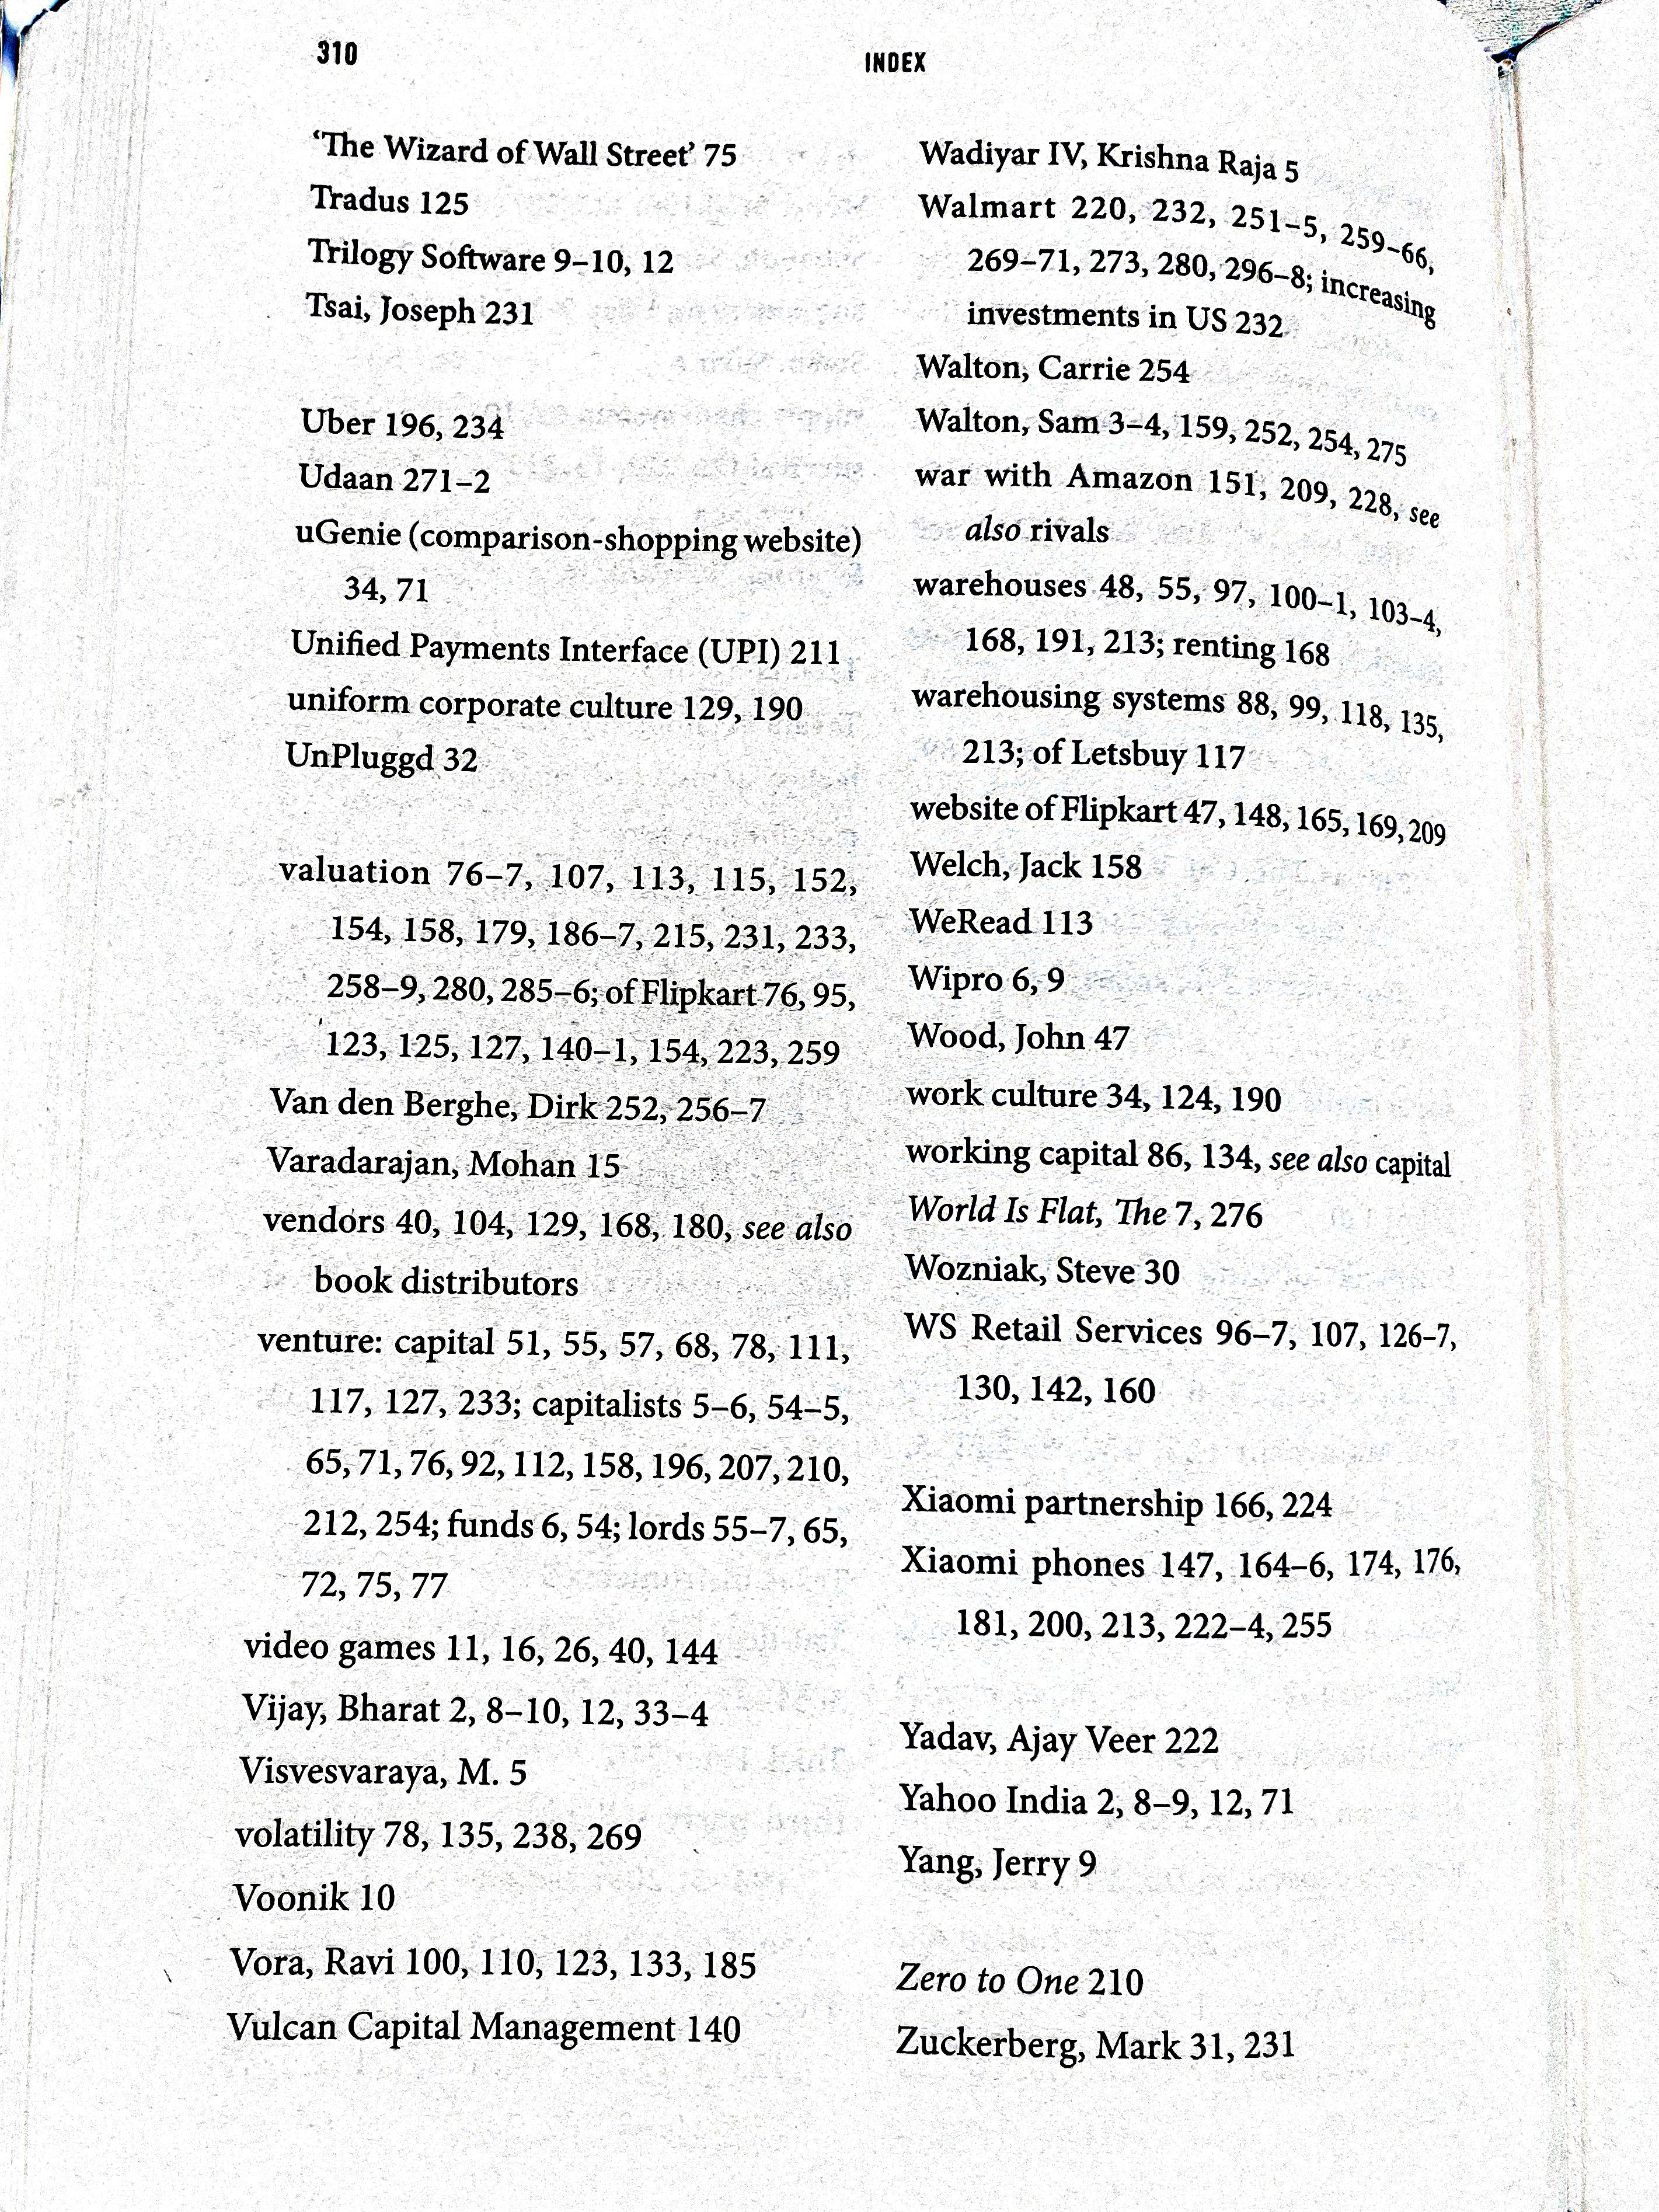 310
INDEX
‘The Wizard of Wall Street’ 75
Tradus 125
Trilogy Software 9–10, 12
Tsai, Joseph 231
Uber 196, 234
Udaan 271–2
uGenie (comparison-shopping website)
34, 71
Unified Payments Interface (UPI) 211
uniform corporate culture 129, 190
UnPluggd 32
valuation 76–7, 107, 113, 115, 152,
154, 158, 179, 186–7, 215, 231, 233,
258–9, 280, 285–6; of Flipkart 76, 95,
123, 125, 127, 140–1, 154, 223, 259
Van den Berghe, Dirk 252, 256–7
Varadarajan, Mohan 15
vendors 40, 104, 129, 168, 180, see also
book distributors
venture: capital 51, 55, 57, 68, 78, 111,
117, 127, 233; capitalists 5–6, 54–5,
65, 71, 76, 92, 112, 158, 196, 207, 210,
212, 254; funds 6, 54; lords 55–7, 65,
72, 75, 77
video games 11, 16, 26, 40, 144
Vijay, Bharat 2, 8–10, 12, 33–4
Visvesvaraya, M. 5
volatility 78, 135, 238, 269
Voonik 10
Vora, Ravi 100, 110, 123, 133, 185
Vulcan Capital Management 140
Wadiyar IV, Krishna Raja 5
Walmart 220, 232, 251–5, 259–66,
269–71, 273, 280, 296–8; increasing
investments in US 232
Walton, Carrie 254
Walton, Sam 3–4, 159, 252, 254, 275
war with Amazon 151, 209, 228, see
also rivals
warehouses 48, 55, 97, 100–1, 103–4,
168, 191, 213; renting 168
warehousing systems 88, 99, 118, 135,
213; of Letsbuy 117
website of Flipkart 47, 148, 165, 169, 209
Welch, Jack 158
WeRead 113
Wipro 6, 9
Wood, John 47
work culture 34, 124, 190
working capital 86, 134, see also capital
World Is Flat, The 7, 276
Wozniak, Steve 30
WS Retail Services 96–7, 107, 126–7,
130, 142, 160
Xiaomi partnership 166, 224
Xiaomi phones 147, 164–6, 174, 176,
181, 200, 213, 222–4, 255
Yadav, Ajay Veer 222
Yahoo India 2, 8–9, 12, 71
Yang, Jerry 9
Zero to One 210
Zuckerberg, Mark 31, 231